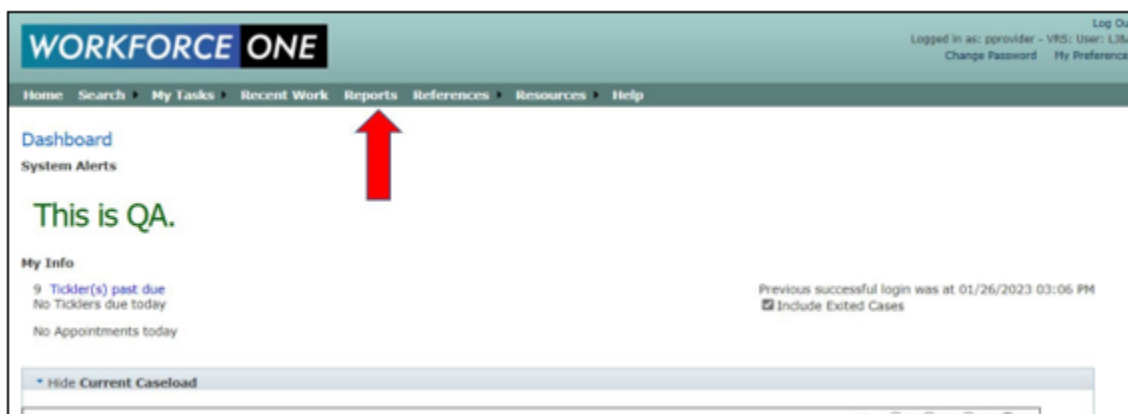 Log Ou
WORKFORCE ONE
Logged in as: pprovider - VRS: User: LJ&
Change Password My Preference
Home Search My Tasks Recent Work Reports References Resources Help
Dashboard
System Alerts
This is QA.
My Info
9 Tickler(s) past due
Previous successful login was at 01/26/2023 03:06 PM
No Ticklers due today
Include Exited Cases
No Appointments today
Hide Current Caseload